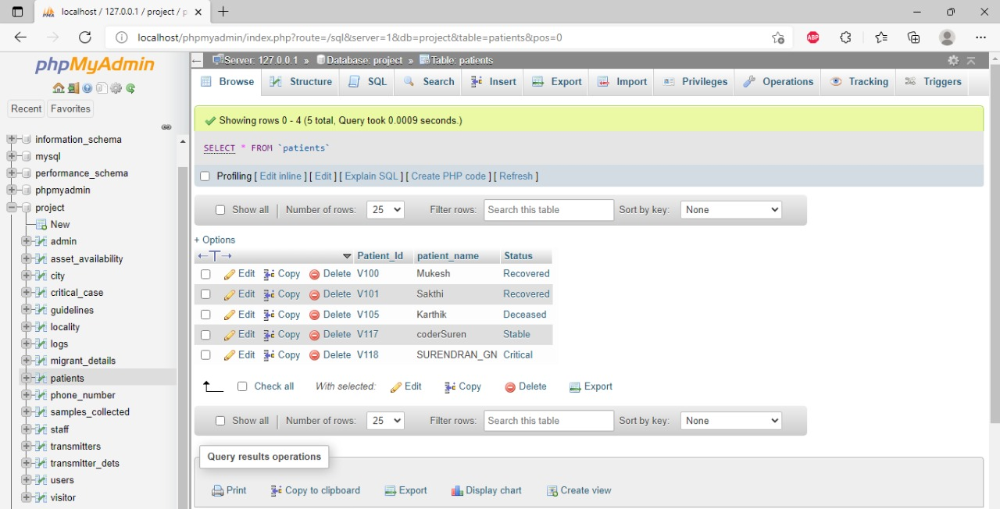 localhost / 127.0.0.1 / project / p
localhost/phpmyadmin/index.php?route=/sql&server=1&db=project&table=patients&pos=0
ABP
phpMyAdmin
Recent Favorites
information_schema
mysql
performance_schema
phpmyadmin
project
New
admin
asset_availability
city
critical_case
guidelines
locality
logs
migrant_details
patients
phone_number
samples_collected
staff
transmitters
transmitter_dets
users
visitor
Server: 127.0.0.1 » Database: project » Table: patients
Browse Structure SQL Search Insert Export Import Privileges Operations Tracking Triggers
Showing rows 0 - 4 (5 total, Query took 0.0009 seconds.)
SELECT * FROM `patients`
Profiling [ Edit inline ] [ Edit ] [ Explain SQL ] [ Create PHP code ] [ Refresh ]
Show all Number of rows: 25 Filter rows: Search this table Sort by key: None
+ Options
←T→ Patient_Id patient_name Status
Edit Copy Delete V100 Mukesh Recovered
Edit Copy Delete V101 Sakthi Recovered
Edit Copy Delete V105 Karthik Deceased
Edit Copy Delete V117 coderSuren Stable
Edit Copy Delete V118 SURENDRAN_GN Critical
Check all With selected: Edit Copy Delete Export
Show all Number of rows: 25 Filter rows: Search this table Sort by key: None
Query results operations
Print Copy to clipboard Export Display chart Create view